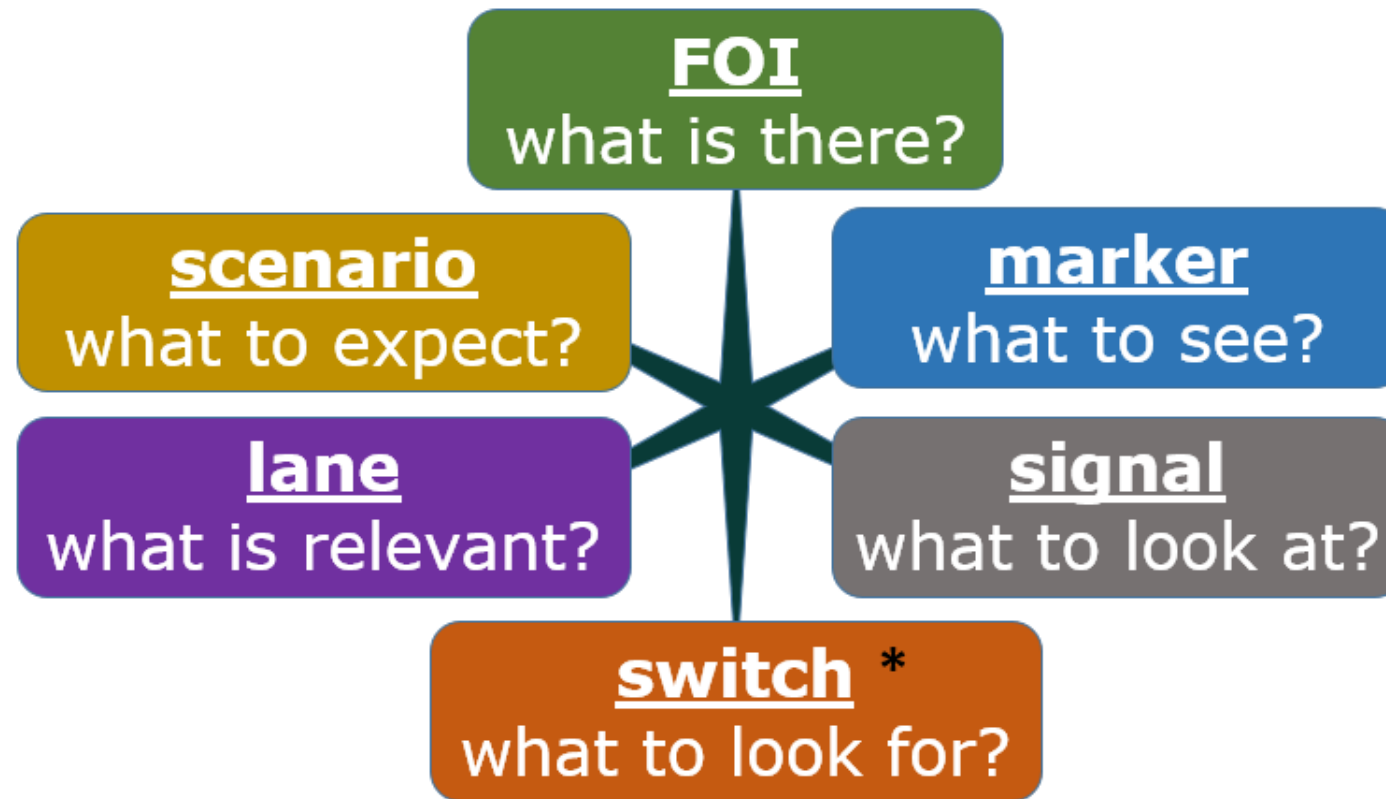 FOI
what is there?
scenario
what to expect?
marker
what to see?
lane
what is relevant?
signal
what to look at?
switch *
what to look for?